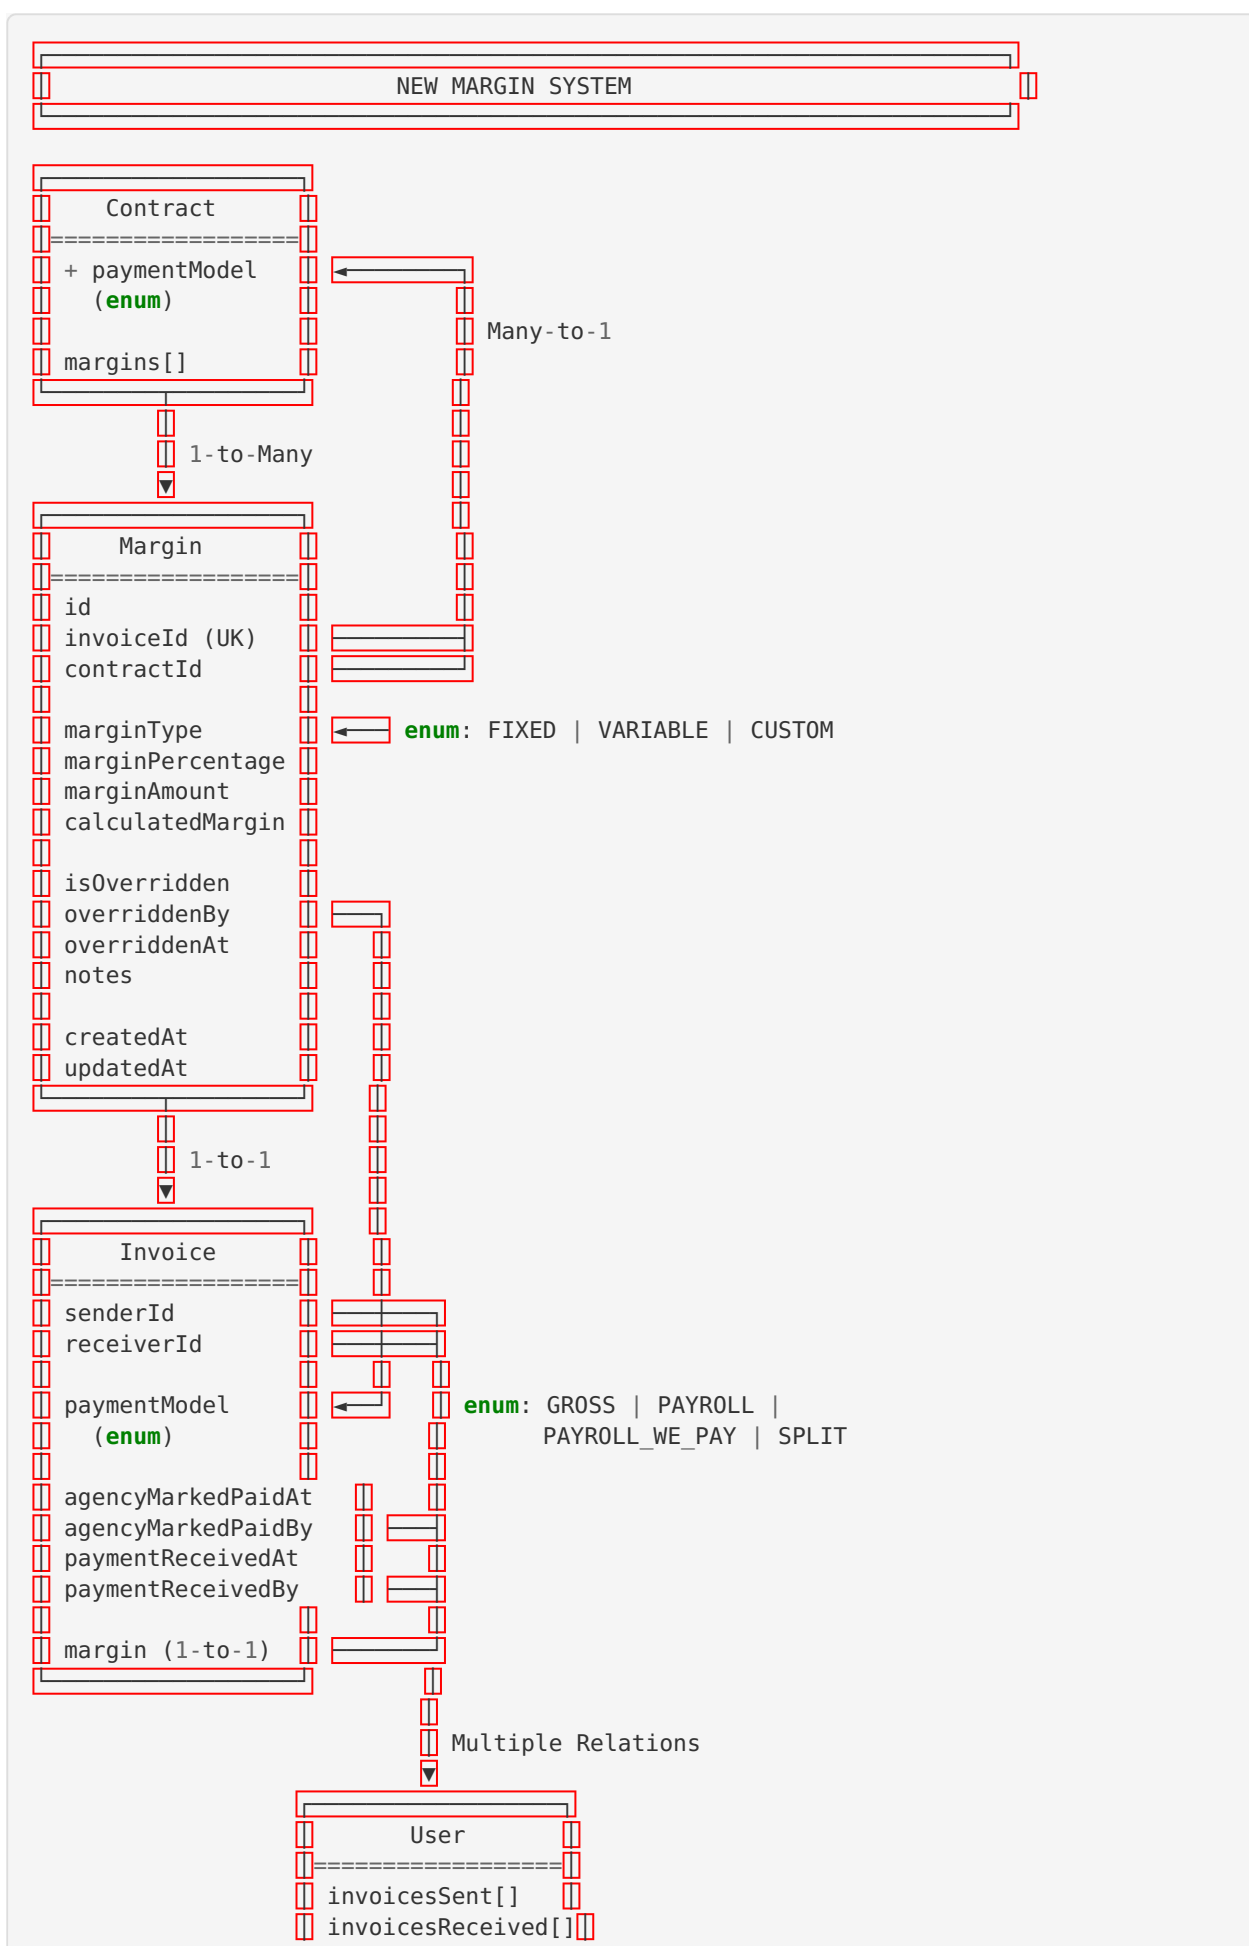 NEW MARGIN SYSTEM
Contract
==================
+ paymentModel
(enum)
Many-to-1
margins[]
1-to-Many
Margin
==================
id
invoiceId (UK)
contractId
marginType enum: FIXED | VARIABLE | CUSTOM
marginPercentage
marginAmount
calculatedMargin
isOverridden
overriddenBy
overriddenAt
notes
createdAt
updatedAt
1-to-1
Invoice
==================
senderId
receiverId
paymentModel enum: GROSS | PAYROLL |
(enum) PAYROLL_WE_PAY | SPLIT
agencyMarkedPaidAt
agencyMarkedPaidBy
paymentReceivedAt
paymentReceivedBy
margin (1-to-1)
Multiple Relations
User
==================
invoicesSent[]
invoicesReceived[]